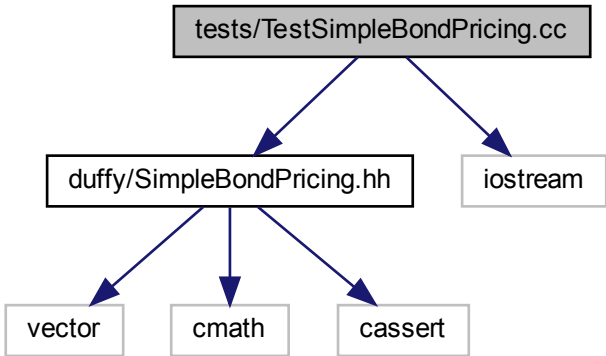 tests/TestSimpleBondPricing.cc
duffy/SimpleBondPricing.hh
iostream
vector
cmath
cassert